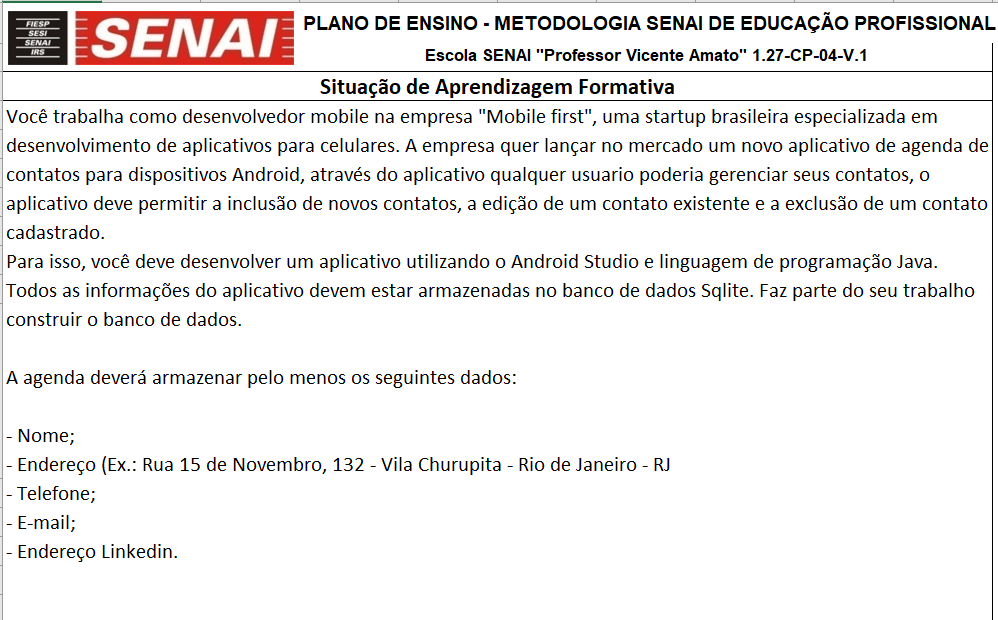 FIESP
SESI
SENAI
IRS
SENAI
PLANO DE ENSINO - METODOLOGIA SENAI DE EDUCAÇÃO PROFISSIONAL
Escola SENAI "Professor Vicente Amato" 1.27-CP-04-V.1
Situação de Aprendizagem Formativa
Você trabalha como desenvolvedor mobile na empresa "Mobile first", uma startup brasileira especializada em
desenvolvimento de aplicativos para celulares. A empresa quer lançar no mercado um novo aplicativo de agenda de
contatos para dispositivos Android, através do aplicativo qualquer usuario poderia gerenciar seus contatos, o
aplicativo deve permitir a inclusão de novos contatos, a edição de um contato existente e a exclusão de um contato
cadastrado.
Para isso, você deve desenvolver um aplicativo utilizando o Android Studio e linguagem de programação Java.
Todos as informações do aplicativo devem estar armazenadas no banco de dados Sqlite. Faz parte do seu trabalho
construir o banco de dados.
A agenda deverá armazenar pelo menos os seguintes dados:
- Nome;
- Endereço (Ex.: Rua 15 de Novembro, 132 - Vila Churupita - Rio de Janeiro - RJ
- Telefone;
- E-mail;
- Endereço Linkedin.